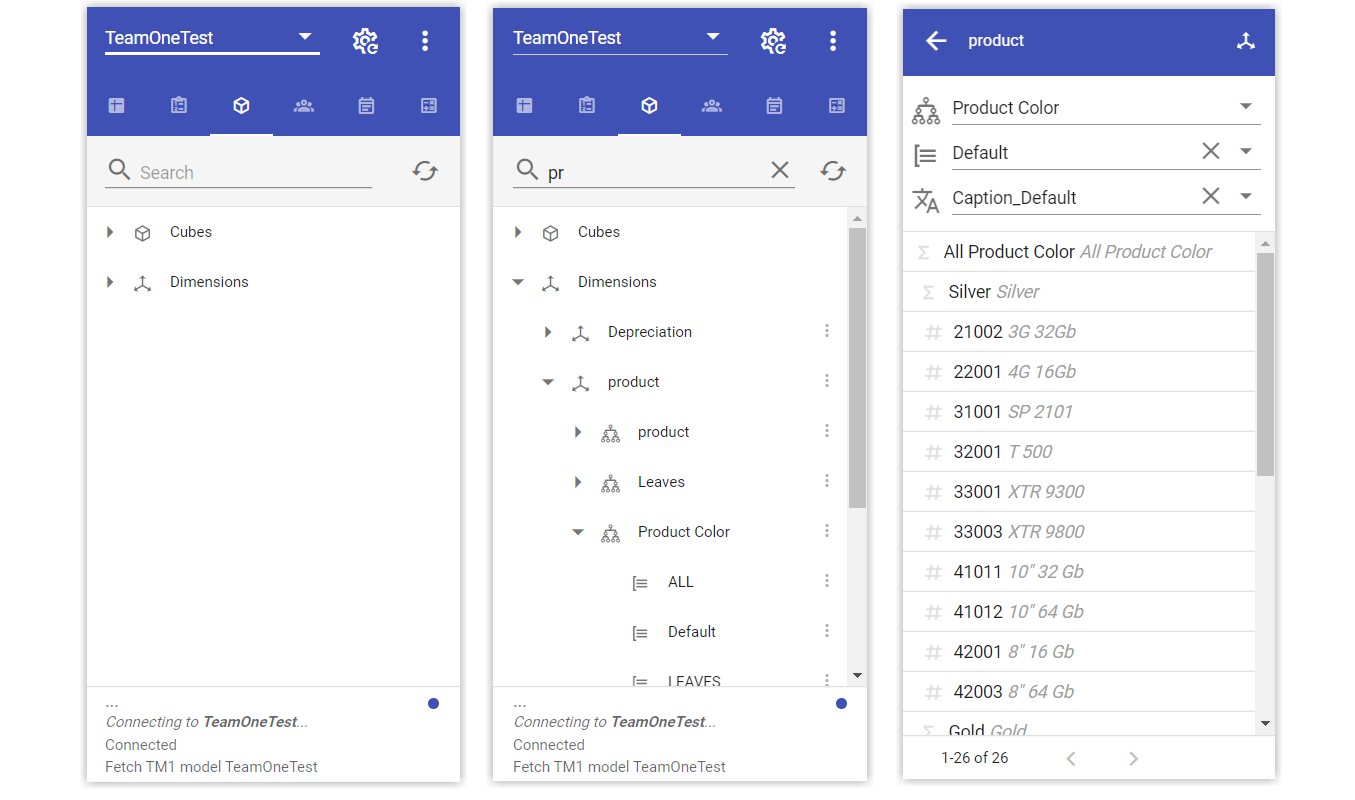 TeamOneTest
Search
Cubes
Dimensions
...
Connecting to TeamOneTest...
Connected
Fetch TM1 model TeamOneTest
TeamOneTest
pr
Cubes
Dimensions
Depreciation
product
product
Leaves
Product Color
ALL
Default
LEAVES
...
Connecting to TeamOneTest...
Connected
Fetch TM1 model TeamOneTest
product
Product Color
Default
Caption_Default
All Product Color All Product Color
Silver Silver
21002 3G 32Gb
22001 4G 16Gb
31001 SP 2101
32001 T 500
33001 XTR 9300
33003 XTR 9800
41011 10" 32 Gb
41012 10" 64 Gb
42001 8" 16 Gb
42003 8" 64 Gb
Gold Gold
1-26 of 26